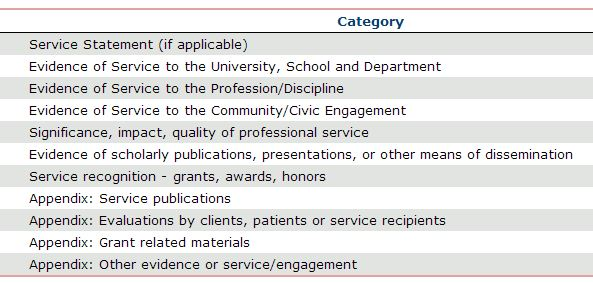 Category
Service Statement (if applicable)
Evidence of Service to the University, School and Department
Evidence of Service to the Profession/Discipline
Evidence of Service to the Community/Civic Engagement
Significance, impact, quality of professional service
Evidence of scholarly publications, presentations, or other means of dissemination
Service recognition - grants, awards, honors
Appendix: Service publications
Appendix: Evaluations by clients, patients or service recipients
Appendix: Grant related materials
Appendix: Other evidence or service/engagement